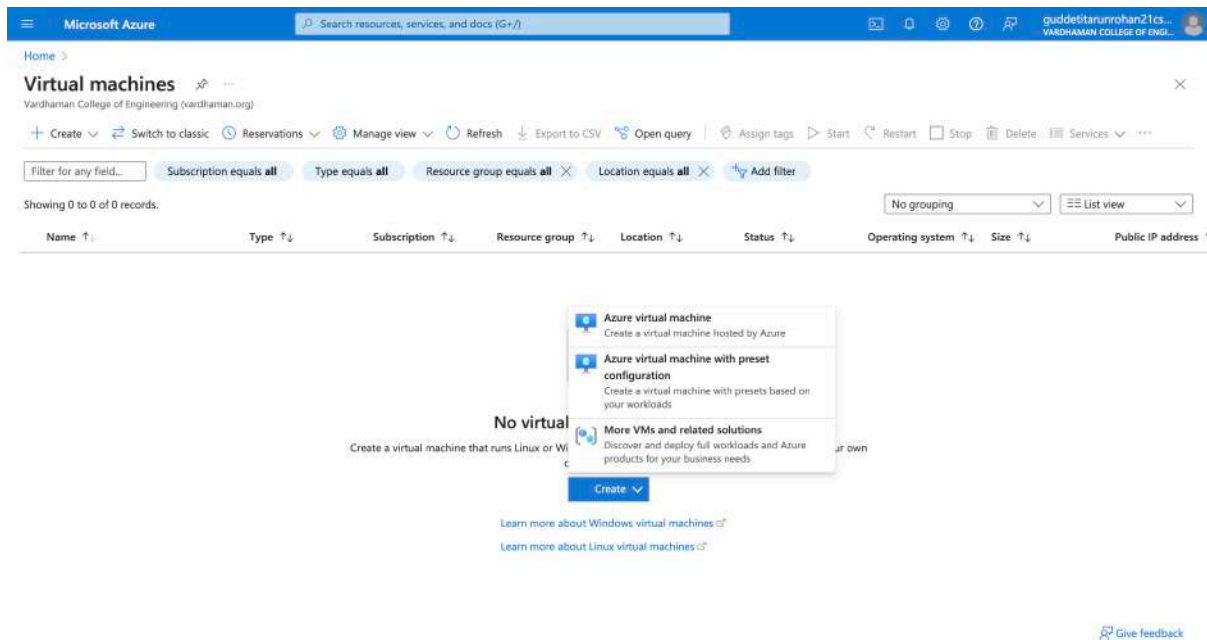 Microsoft Azure
Search resources, services, and docs (G+/)
guddetitarunrohan21cs...
VARDHAMAN COLLEGE OF ENGI...
Home >
Virtual machines ...
Vardhaman College of Engineering (vardhaman.org)
+ Create Switch to classic Reservations Manage view Refresh Export to CSV Open query Assign tags Start Restart Stop Delete Services ...
Filter for any field... Subscription equals all Type equals all Resource group equals all Location equals all Add filter
Showing 0 to 0 of 0 records.
No grouping List view
Name Type Subscription Resource group Location Status Operating system Size Public IP address
Azure virtual machine
Create a virtual machine hosted by Azure
Azure virtual machine with preset
configuration
Create a virtual machine with presets based on
your workloads
No virtual
More VMs and related solutions
Create a virtual machine that runs Linux or Wi
Discover and deploy full workloads and Azure
products for your business needs
ur own
Create
Learn more about Windows virtual machines
Learn more about Linux virtual machines
Give feedback